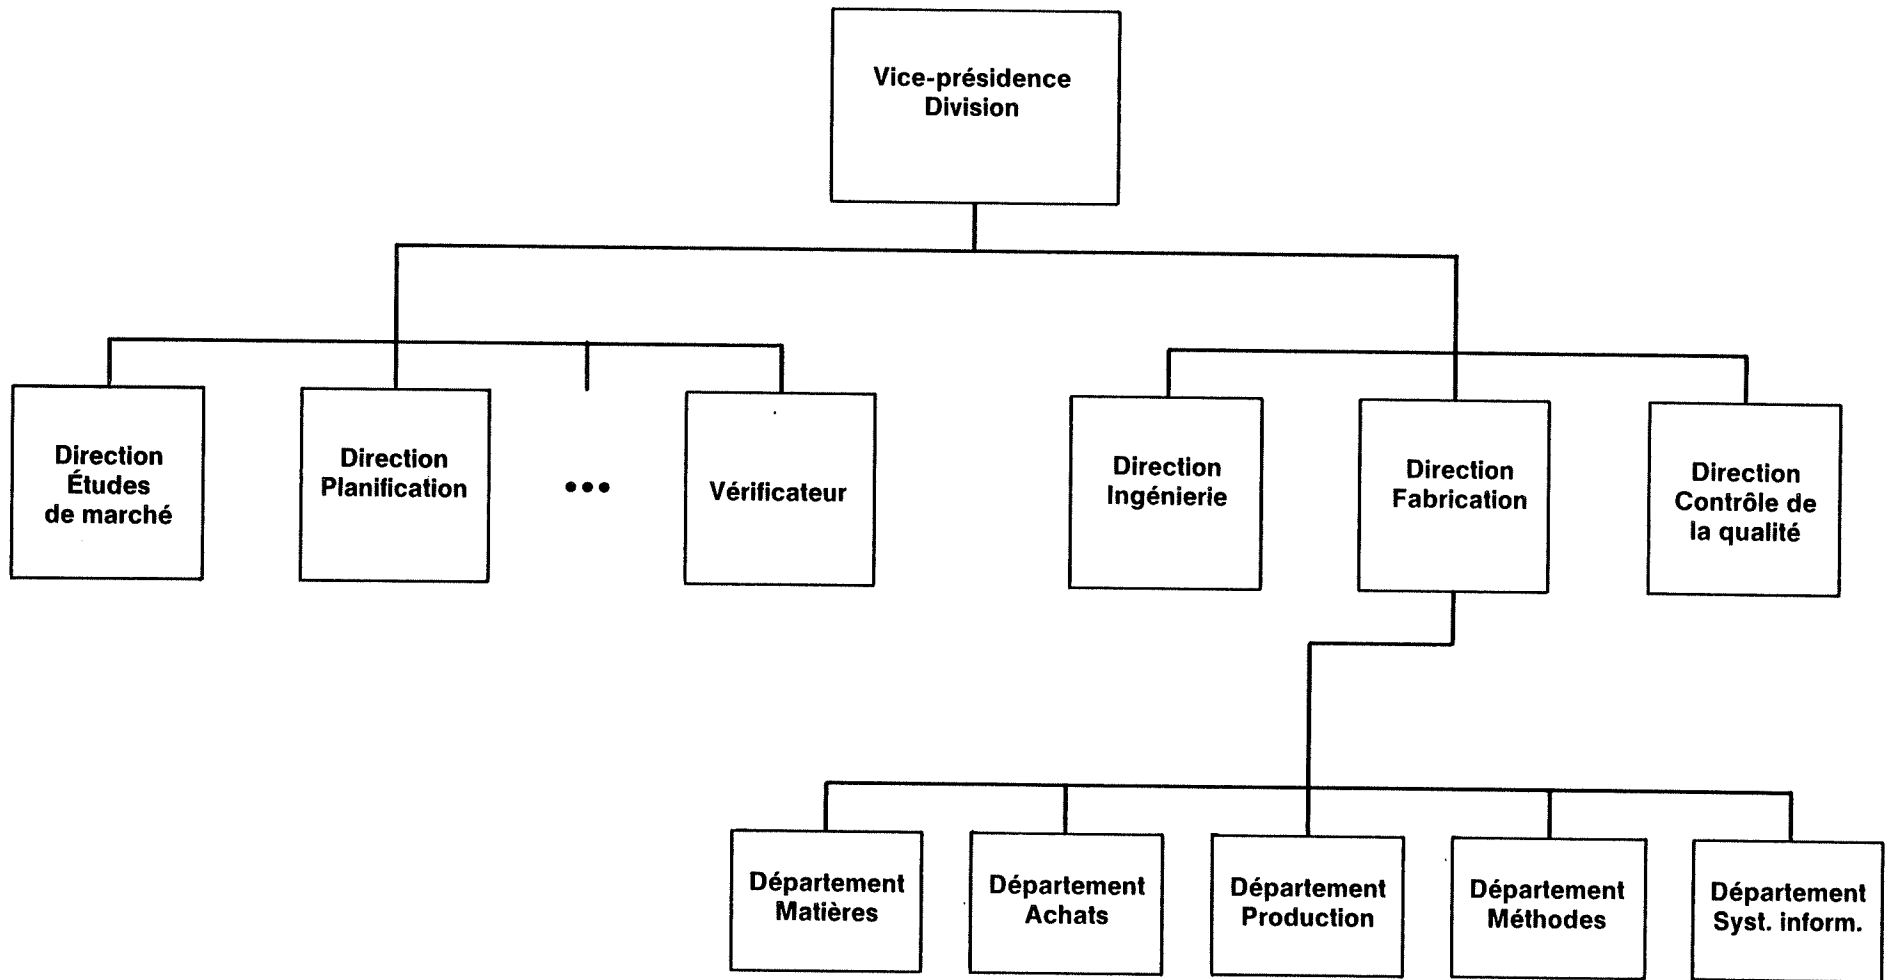 Vice-présidence
Division
Direction
Études
de marché
Direction
Planification
•••
Vérificateur
Direction
Ingénierie
Direction
Fabrication
Direction
Contrôle de
la qualité
Département
Matières
Département
Achats
Département
Production
Département
Méthodes
Département
Syst. inform.